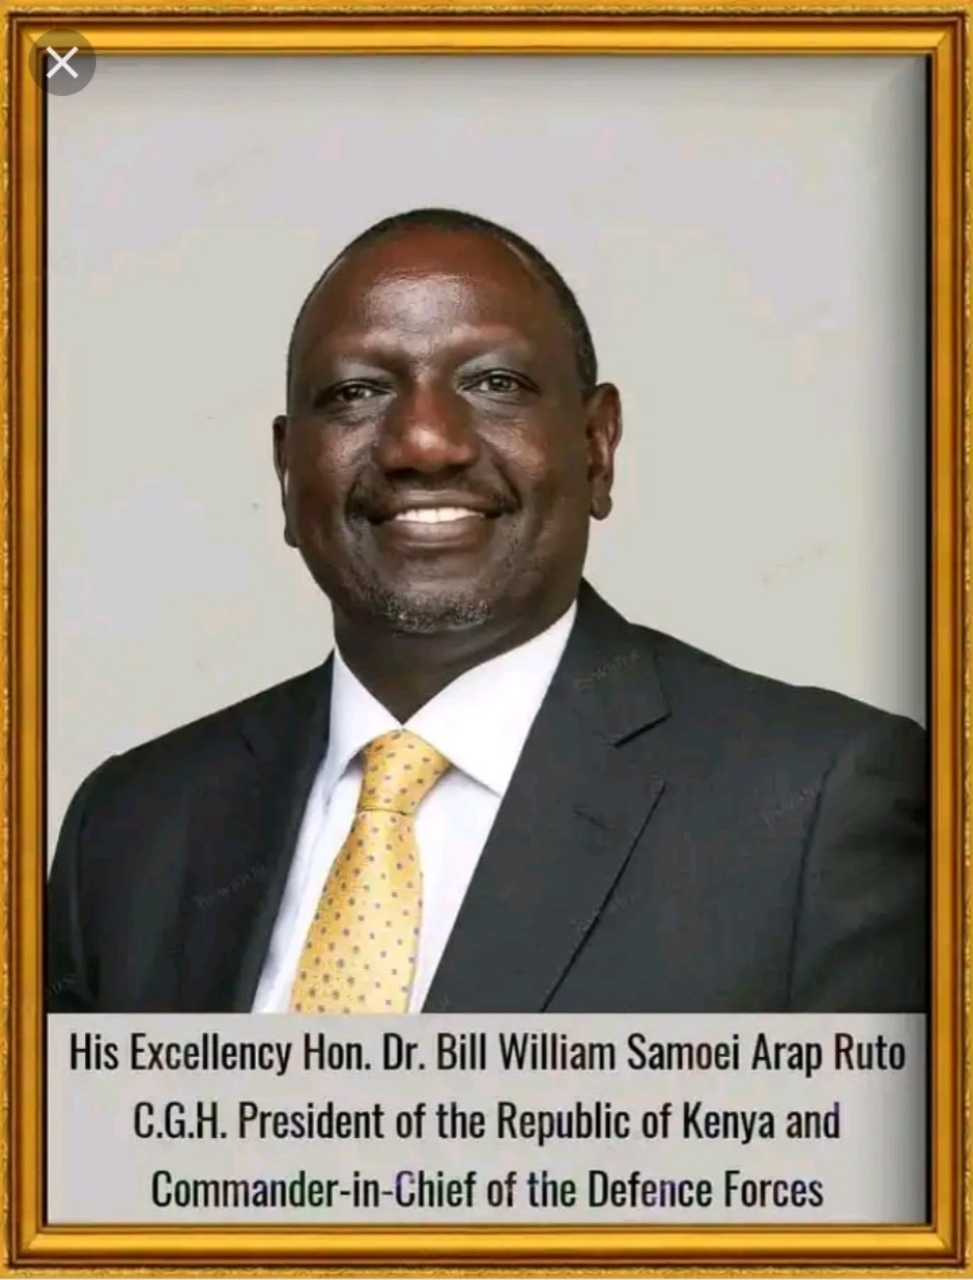 His Excellency Hon. Dr. Bill William Samoei Arap Ruto
C.G.H. President of the Republic of Kenya and
Commander-in-Chief of the Defence Forces